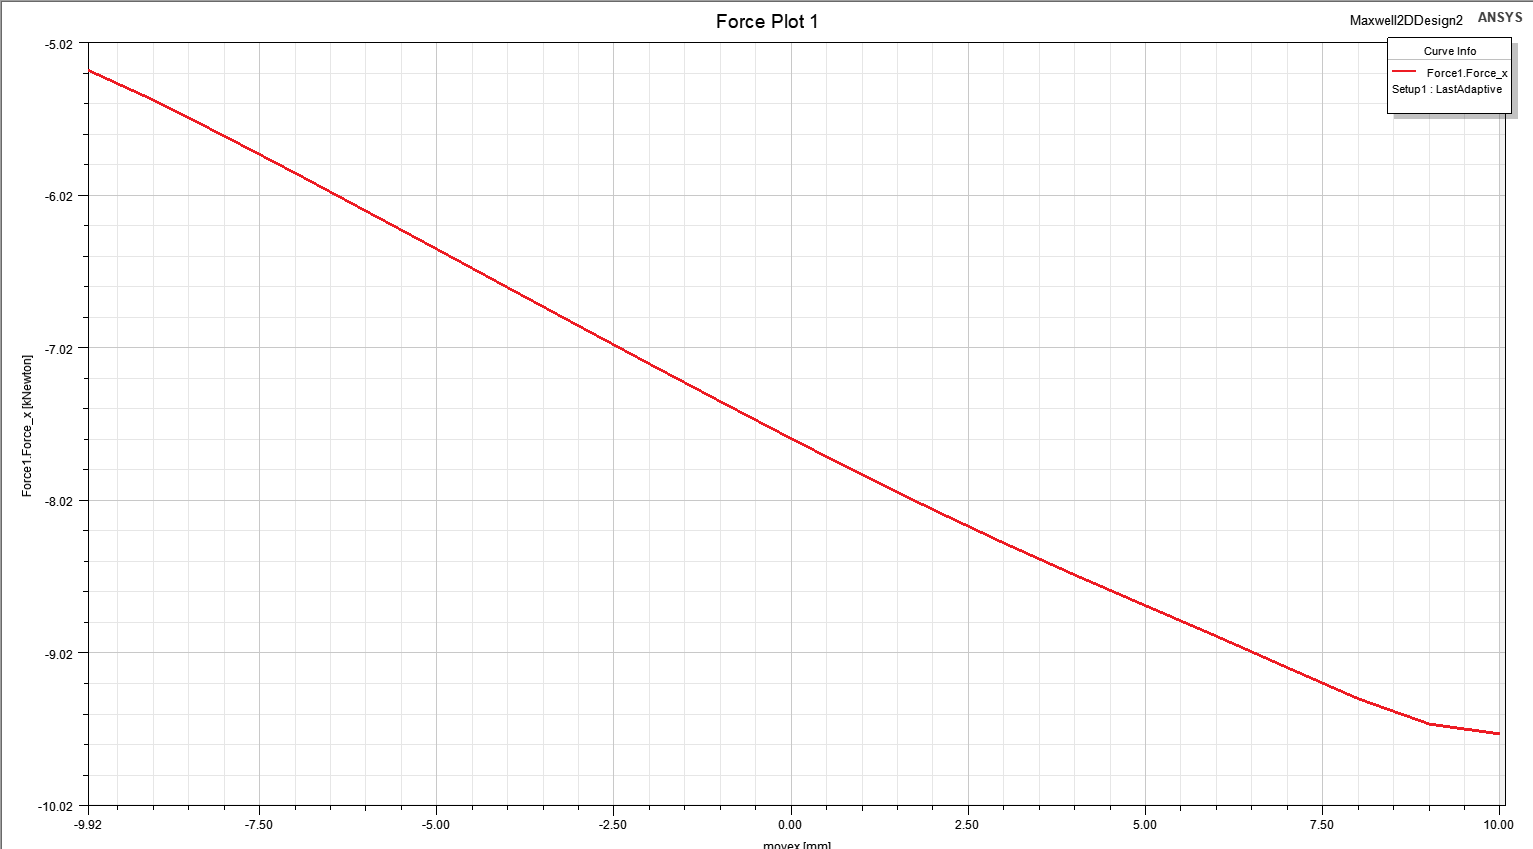 Force Plot 1
Maxwell2DDesign2
ANSYS
Curve Info
Force1.Force_x
Setup1 : LastAdaptive
-5.02
-6.02
-7.02
-8.02
-9.02
-10.02
Force1.Force_x [kNewton]
-9.92
-7.50
-5.00
-2.50
0.00
2.50
5.00
7.50
10.00
movex [mm]